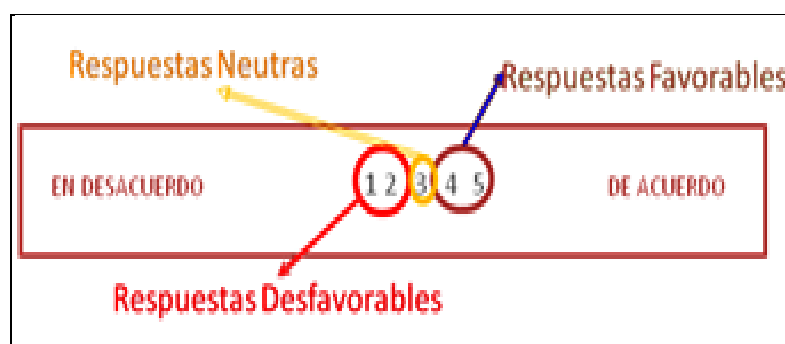 Respuestas Neutras
Respuestas Favorables
EN DESACUERDO 1 2 3 4 5 DE ACUERDO
Respuestas Desfavorables